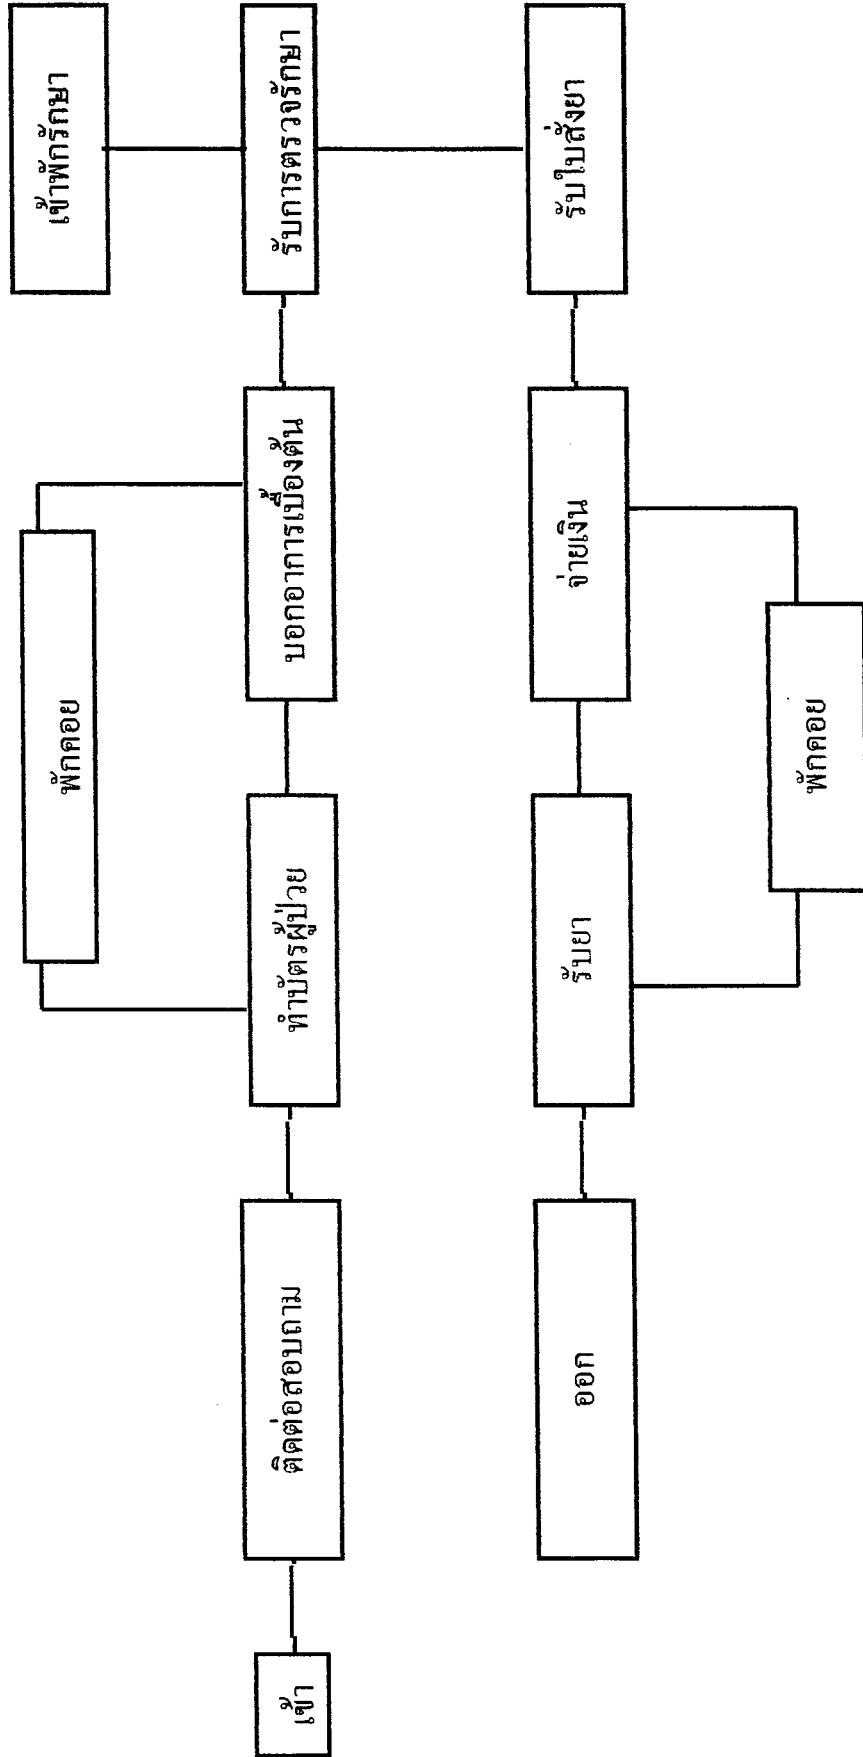 เข้าพักรักษา
รับการตรวจรักษา
รับใบสั่งยา
พักคอย
บอกอาการเบื้องต้น
จ่ายเงิน
พักคอย
ทำบัตรผู้ป่วย
รับยา
ติดต่อสอบถาม
ออก
เข้า